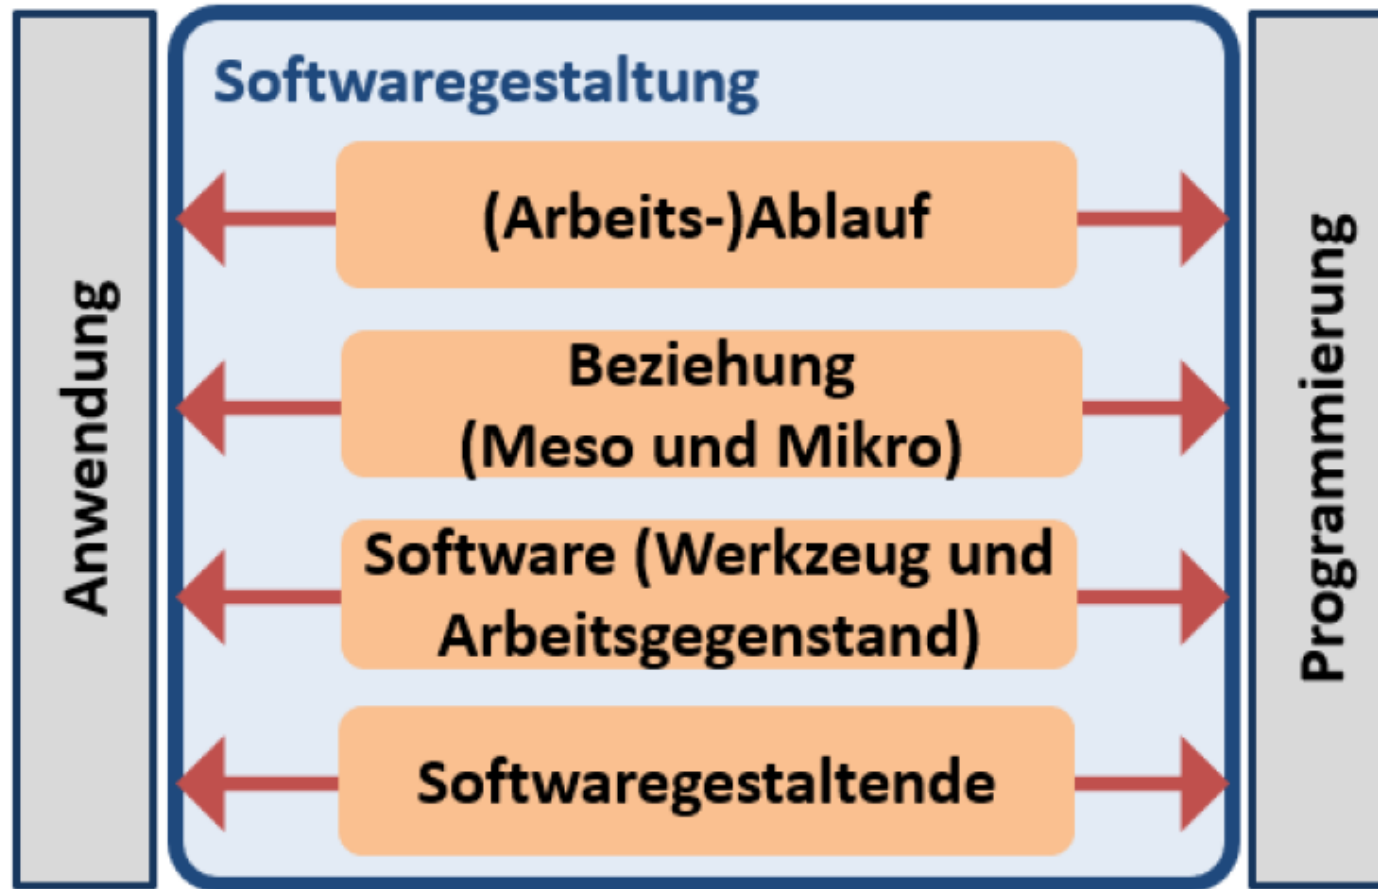 Softwaregestaltung
Anwendung
(Arbeits-)Ablauf
Beziehung
(Meso und Mikro)
Software (Werkzeug und
Arbeitsgegenstand)
Softwaregestaltende
Programmierung